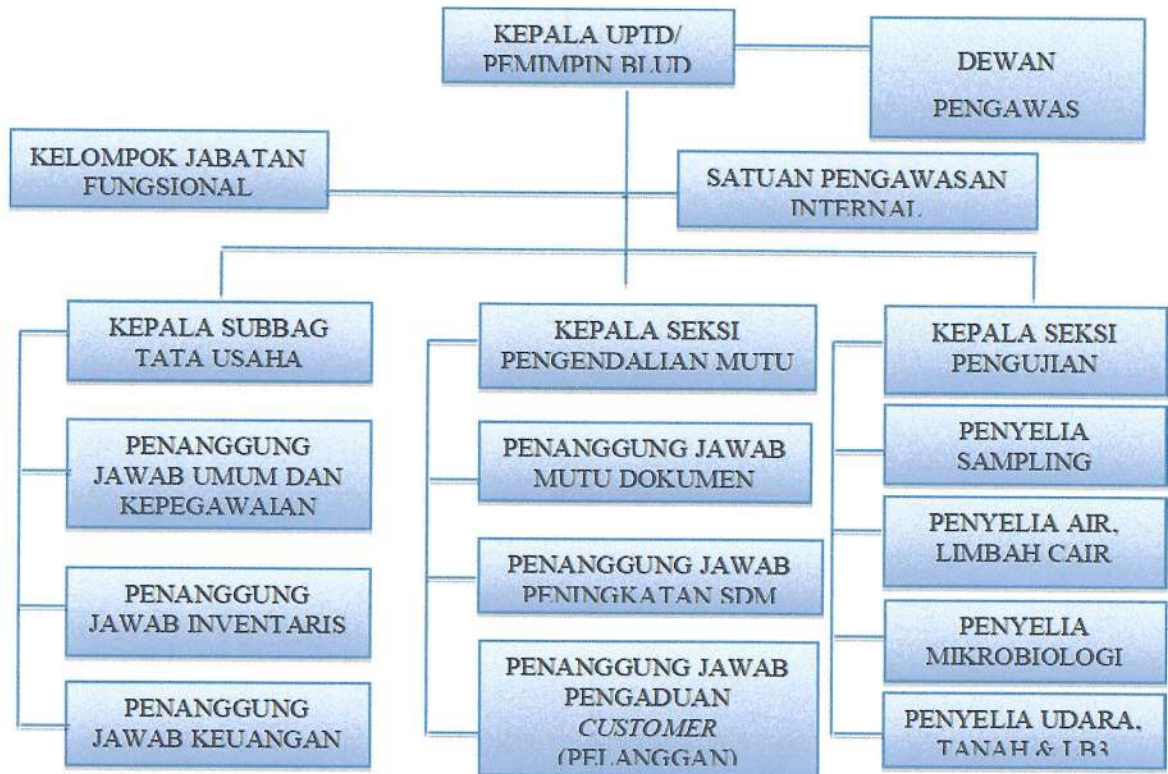 KEPALA UPTD/
PEMIMPIN BLUD
DEWAN
PENGAWAS
KELOMPOK JABATAN
FUNGSIONAL
SATUAN PENGAWASAN
INTERNAL
KEPALA SUBBAG
TATA USAHA
PENANGGUNG
JAWAB UMUM DAN
KEPEGAWAIAN
PENANGGUNG
JAWAB INVENTARIS
PENANGGUNG
JAWAB KEUANGAN
KEPALA SEKSI
PENGENDALIAN MUTU
PENANGGUNG JAWAB
MUTU DOKUMEN
PENANGGUNG JAWAB
PENINGKATAN SDM
PENANGGUNG JAWAB
PENGADUAN
CUSTOMER
(PELANGGAN)
KEPALA SEKSI
PENGUJIAN
PENYELIA
SAMPLING
PENYELIA AIR,
LIMBAH CAIR
PENYELIA
MIKROBIOLOGI
PENYELIA UDARA,
TANAH & LB3